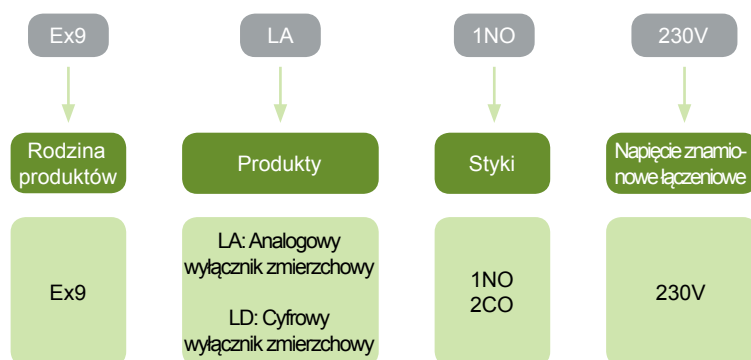 Ex9
LA
1NO
230V
Rodzina
produktów
Produkty
Styki
Napięcie znamio-
nowe łączeniowe
Ex9
LA: Analogowy
wyłącznik zmierzchowy
LD: Cyfrowy
wyłącznik zmierzchowy
1NO
2CO
230V